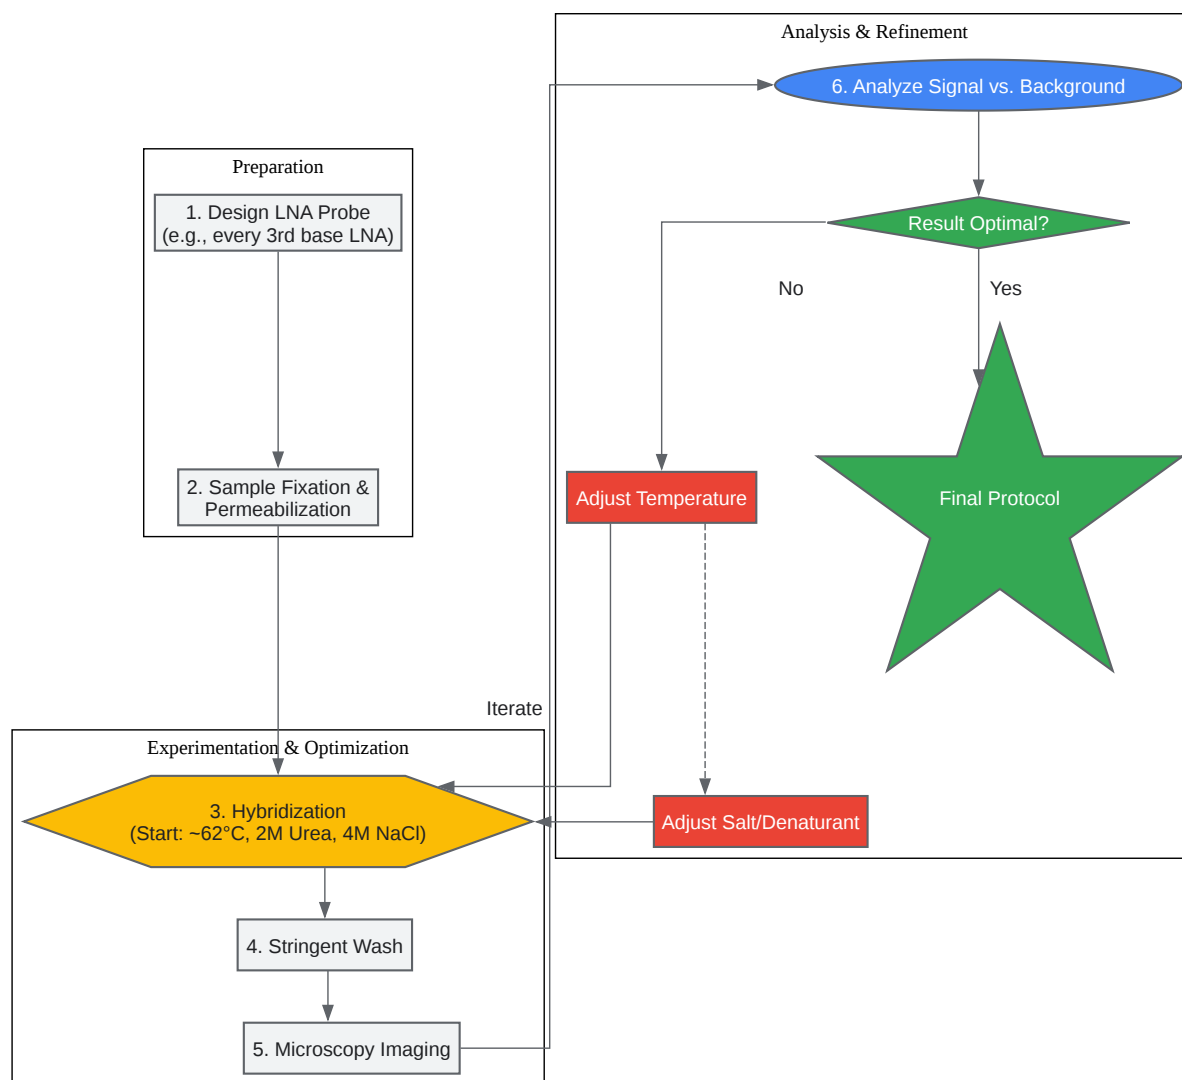 Preparation
1. Design LNA Probe
(e.g., every 3rd base LNA)
2. Sample Fixation &
Permeabilization
Experimentation & Optimization
3. Hybridization
(Start: ~62°C, 2M Urea, 4M NaCl)
4. Stringent Wash
5. Microscopy Imaging
Iterate
Analysis & Refinement
6. Analyze Signal vs. Background
Result Optimal?
No
Yes
Adjust Temperature
Final Protocol
Adjust Salt/Denaturant